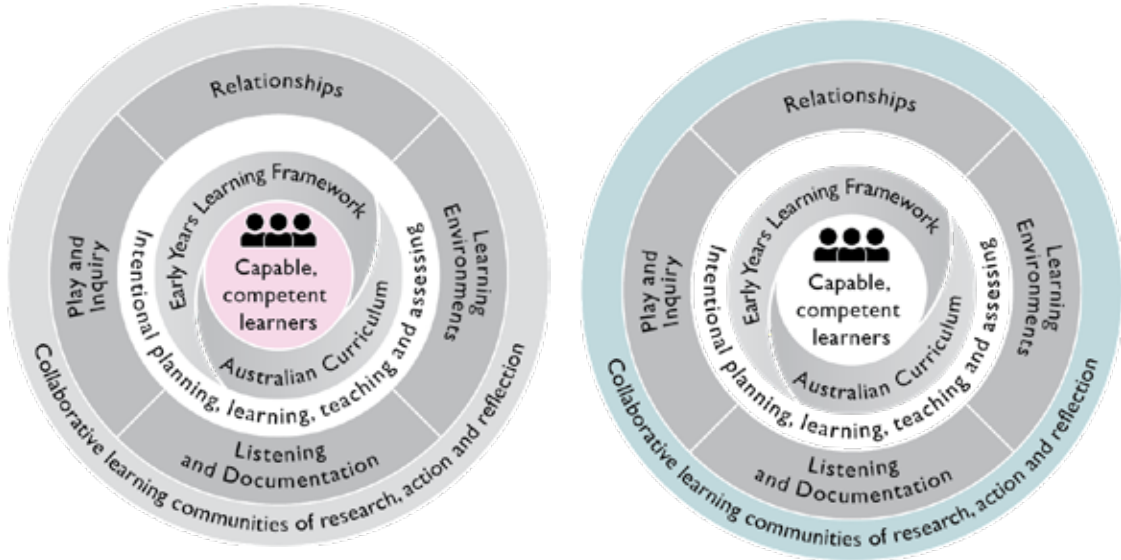 Relationships
Play and
Inquiry
Learning
Environments
Listening
and Documentation
Early Years Learning Framework
Australian Curriculum
Intentional planning, learning, teaching and assessing
Capable,
competent
learners
Collaborative learning communities of research, action and reflection
Relationships
Play and
Inquiry
Learning
Environments
Listening
and Documentation
Early Years Learning Framework
Australian Curriculum
Intentional planning, learning, teaching and assessing
Capable,
competent
learners
Collaborative learning communities of research, action and reflection